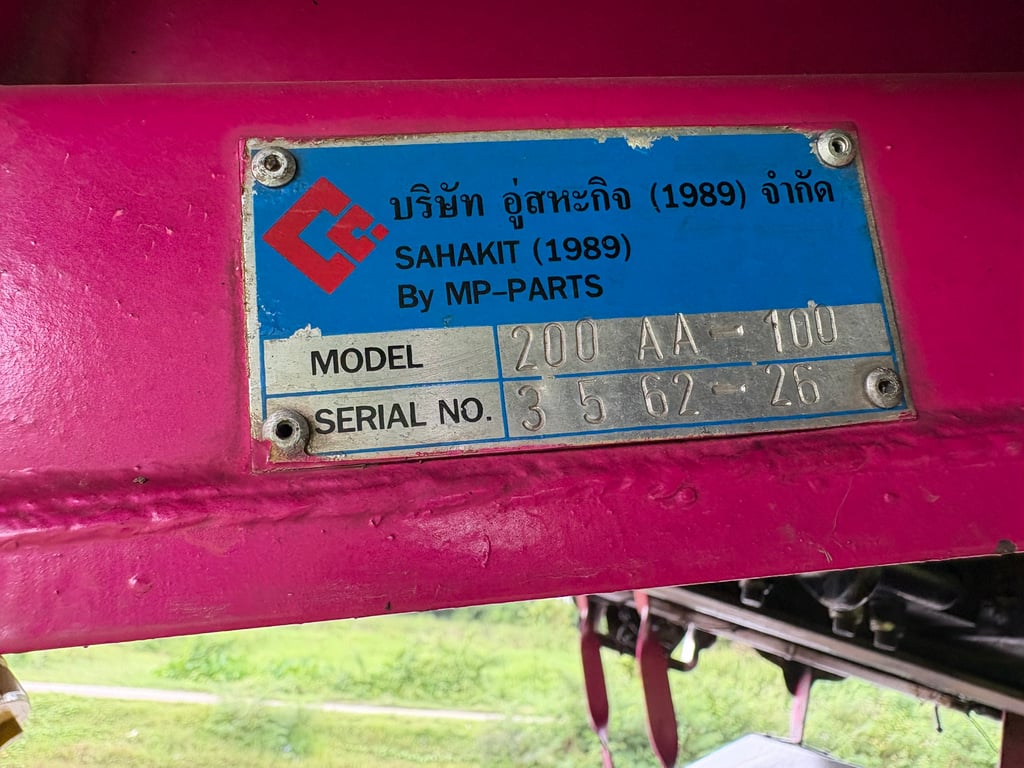 บริษัท อู่สหะกิจ (1989) จำกัด
SAHAKIT (1989)
By MP-PARTS
MODEL 200 AA-100
SERIAL NO. 3 5 62-26